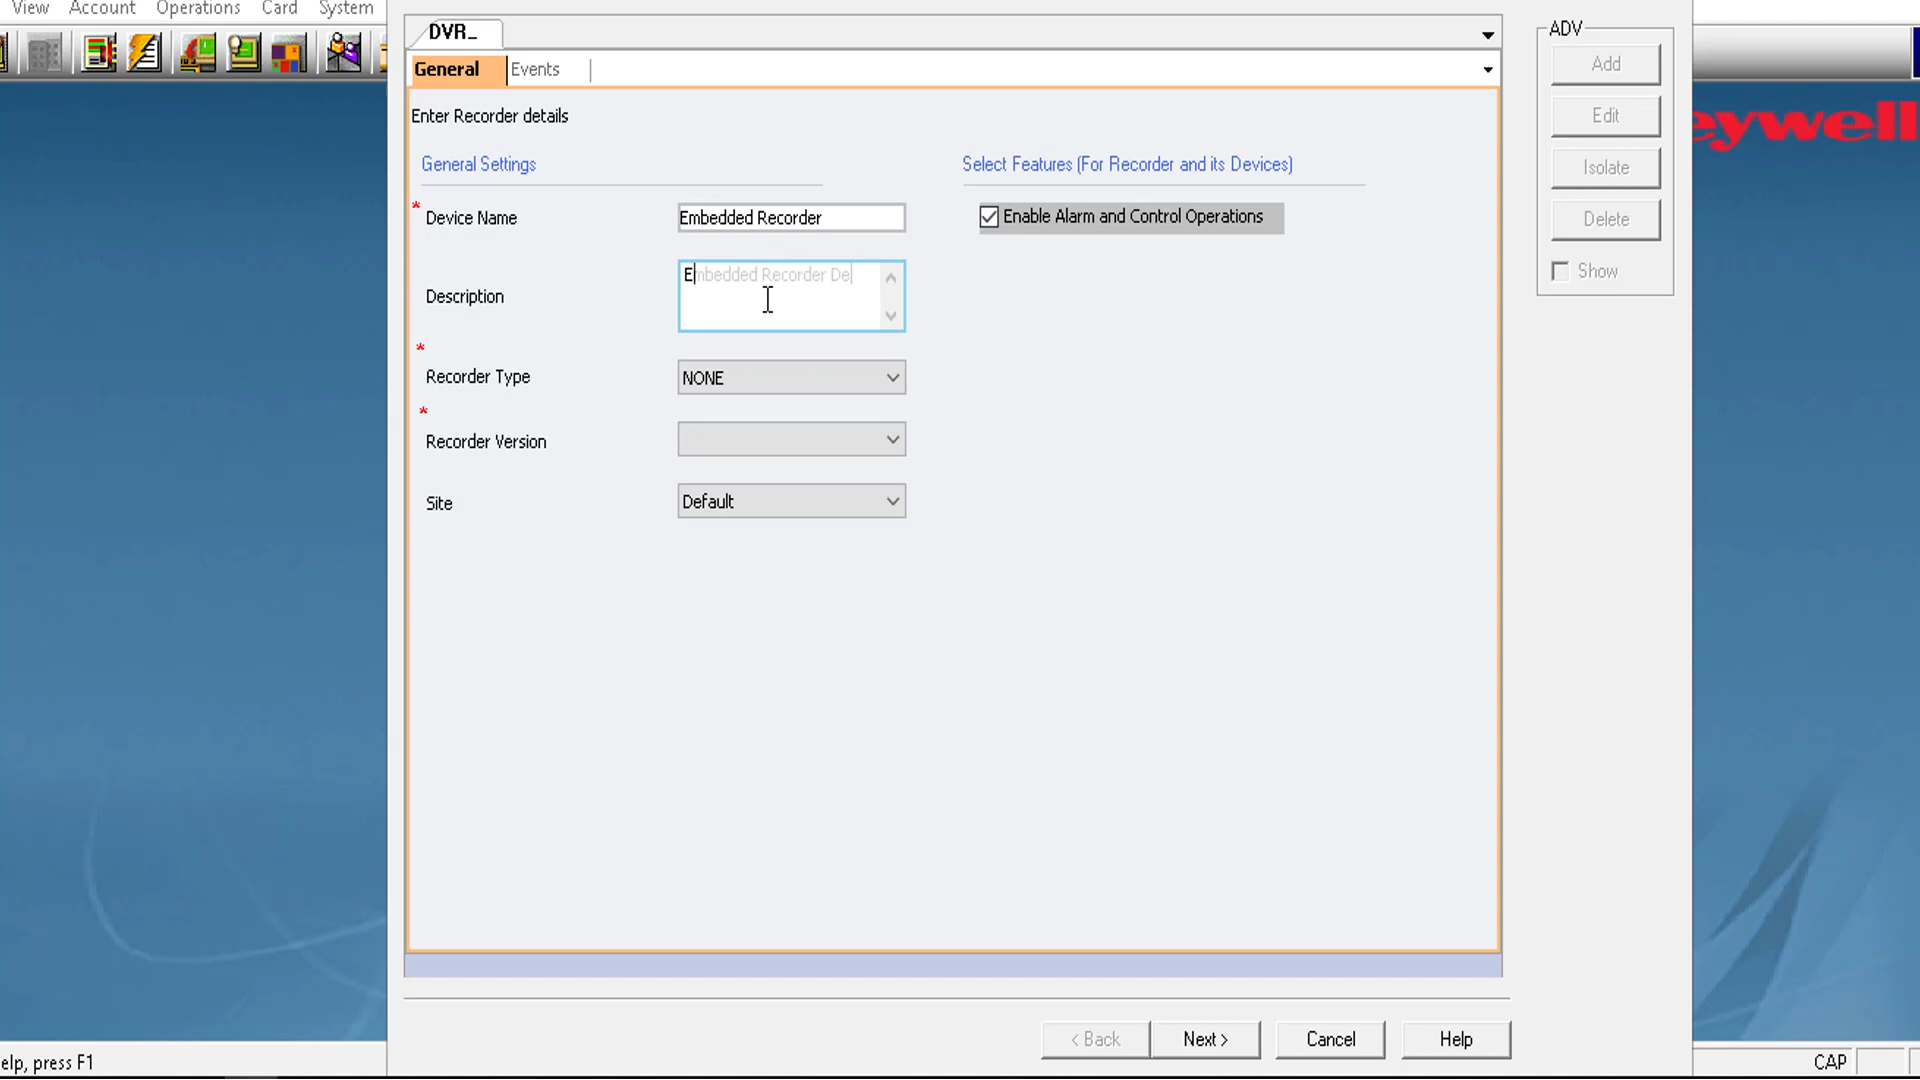 View Account Operations Card System
DVR_
General Events
Enter Recorder details
General Settings
Select Features (For Recorder and its Devices)
* Device Name
Embedded Recorder
Enable Alarm and Control Operations
Description
Embedded Recorder De
*
Recorder Type
NONE
*
Recorder Version
Site
Default
< Back
Next >
Cancel
Help
ADV
Add
Edit
Isolate
Delete
Show
eywell
elp, press F1
CAP